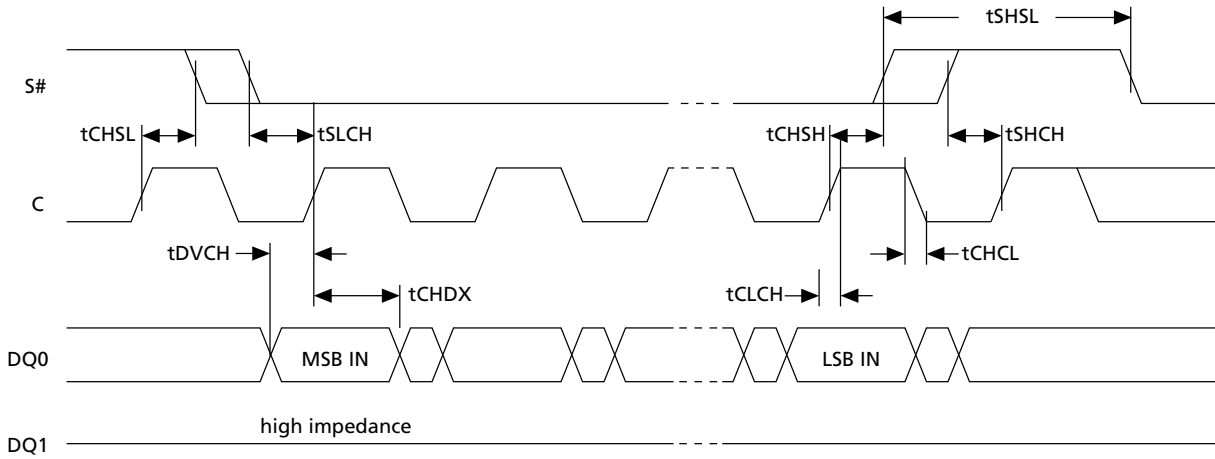 tSHSL
S#
tCHSL
tSLCH
tCHSH
tSHCH
C
tDVCH
tCHCL
tCHDX
tCLCH
DQ0
MSB IN
LSB IN
high impedance
DQ1